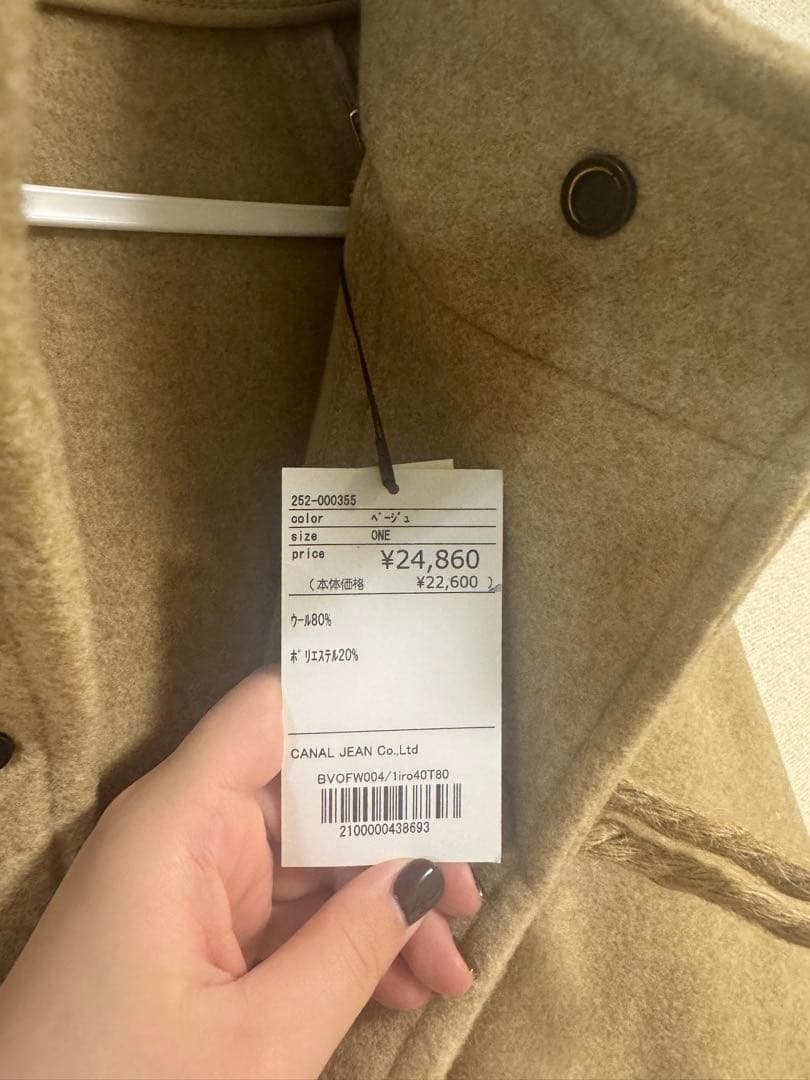 252-000355
color ﾍﾞｰｼﾞｭ
size ONE
price ¥24,860
(本体価格 ¥22,600 )
ｳｰﾙ80%
ﾎﾟﾘｴｽﾃﾙ20%
CANAL JEAN Co.,Ltd
BVOFW004/1iro40T80
2100000438693